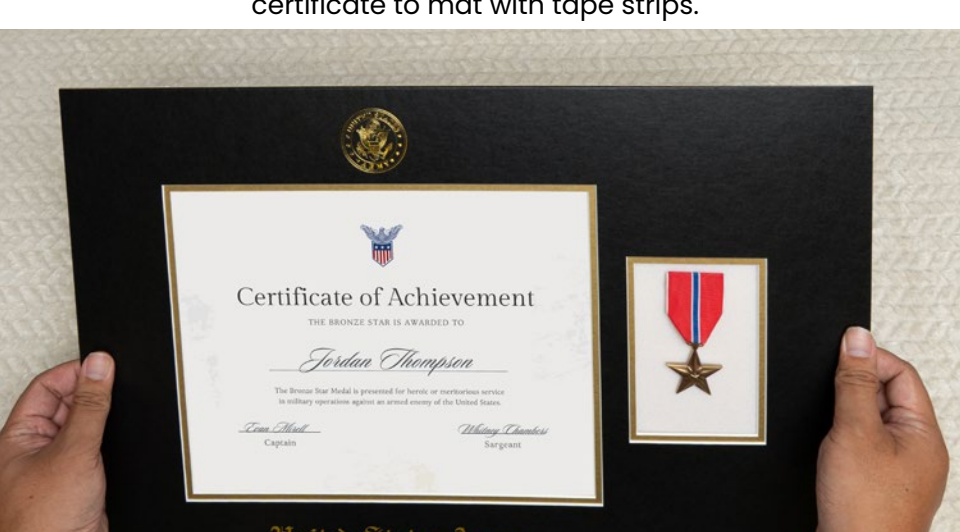 certificate to mat with tape strips.
Certificate of Achievement
THE BRONZE STAR IS AWARDED TO
Jordan Thompson
The Bronze Star Medal is presented for heroic or meritorious service
in military operations against an armed enemy of the United States.
Evan Whitney Chambers
Captain Sargeant